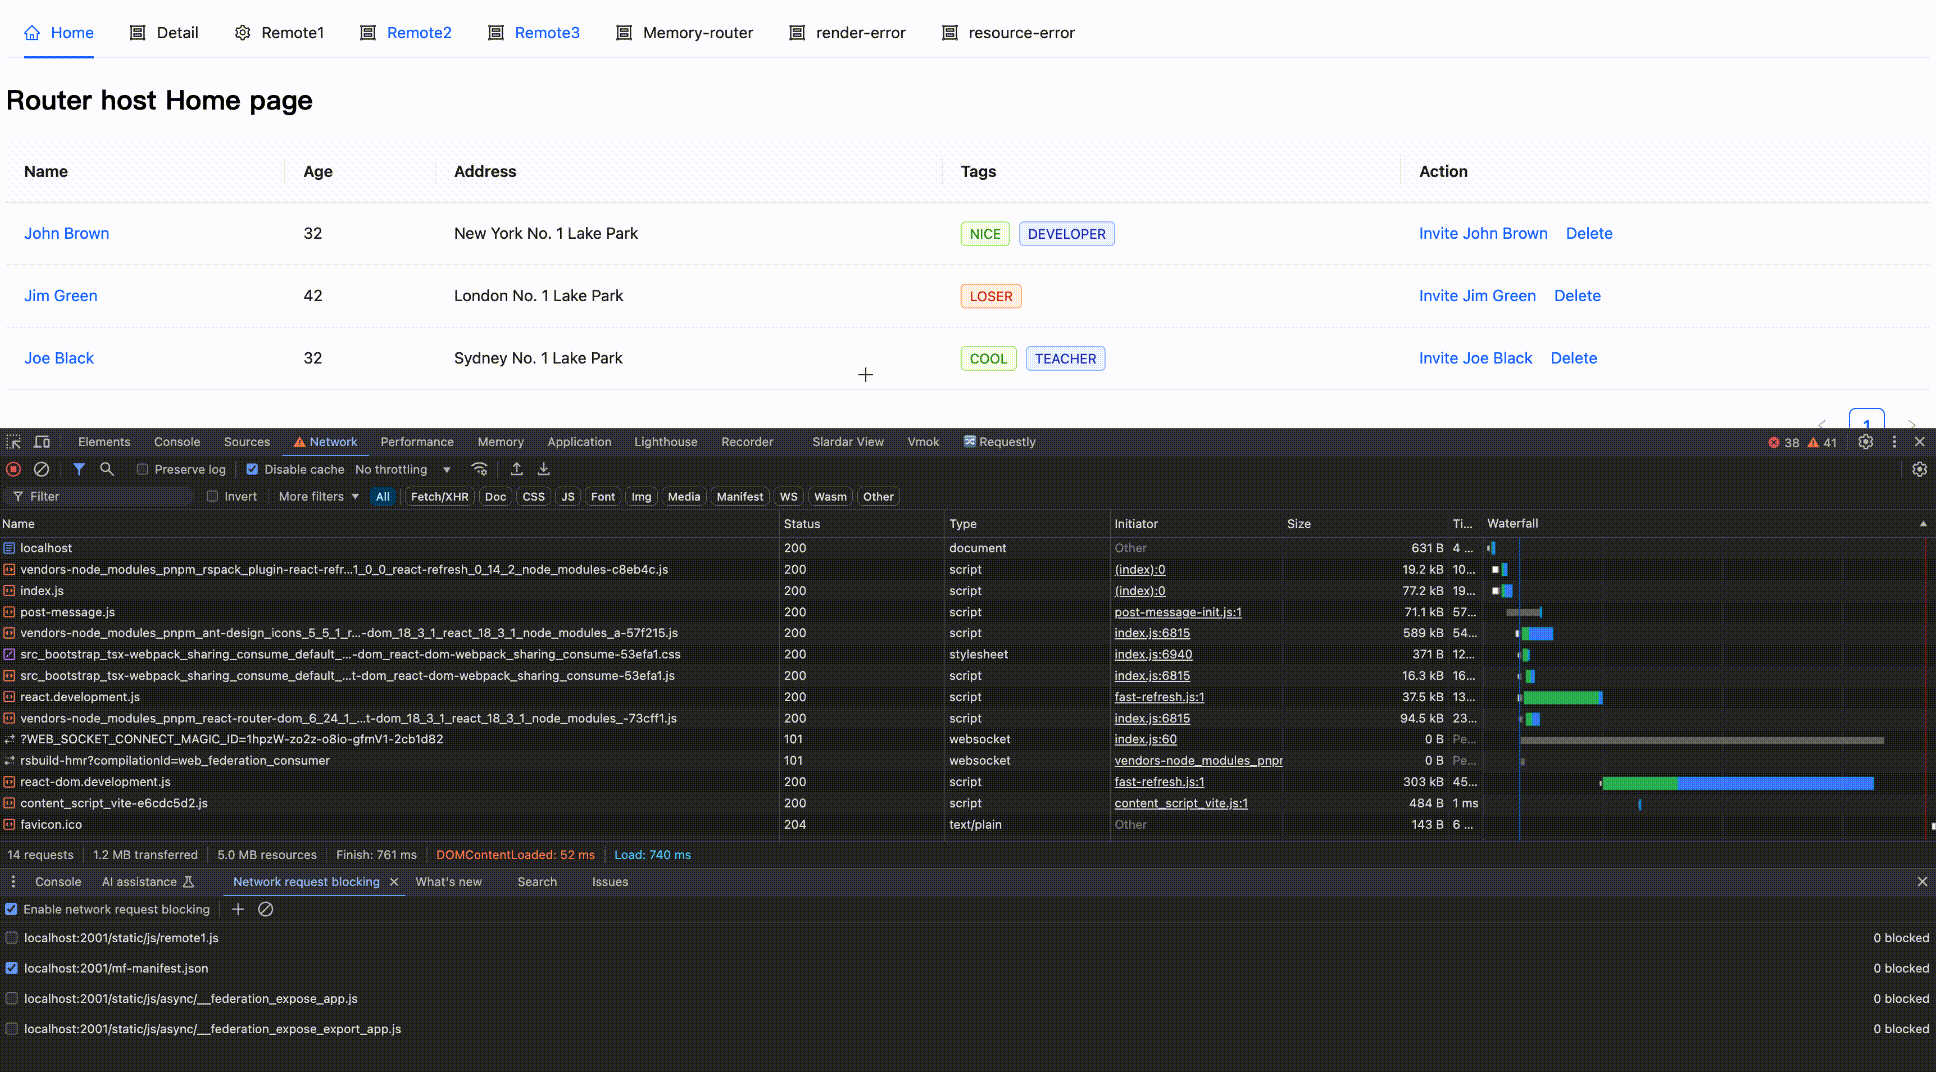 Home Detail Remote1 Remote2 Remote3 Memory-router render-error resource-error
Router host Home page
Name Age Address Tags Action
John Brown 32 New York No. 1 Lake Park NICE DEVELOPER Invite John Brown Delete
Jim Green 42 London No. 1 Lake Park LOSER Invite Jim Green Delete
Joe Black 32 Sydney No. 1 Lake Park COOL TEACHER Invite Joe Black Delete
1
Elements Console Sources Network Performance Memory Application Lighthouse Recorder Slardar View Vmok Requestly 38 41
Preserve log Disable cache No throttling
Filter Invert More filters All Fetch/XHR Doc CSS JS Font Img Media Manifest WS Wasm Other
Name Status Type Initiator Size Ti... Waterfall
localhost 200 document Other 631 B 4 ...
vendors-node_modules_pnpm_rspack_plugin-react-refr...1_0_0_react-refresh_0_14_2_node_modules-c8eb4c.js 200 script (index):0 19.2 kB 10...
index.js 200 script (index):0 77.2 kB 19...
post-message.js 200 script post-message-init.js:1 71.1 kB 57...
vendors-node_modules_pnpm_ant-design_icons_5_5_1_r...-dom_18_3_1_react_18_3_1_node_modules_a-57f215.js 200 script index.js:6815 589 kB 54...
src_bootstrap_tsx-webpack_sharing_consume_default_...-dom_react-dom-webpack_sharing_consume-53efa1.css 200 stylesheet index.js:6940 371 B 12...
src_bootstrap_tsx-webpack_sharing_consume_default_...t-dom_react-dom-webpack_sharing_consume-53efa1.js 200 script index.js:6815 16.3 kB 16...
react.development.js 200 script fast-refresh.js:1 37.5 kB 13...
vendors-node_modules_pnpm_react-router-dom_6_24_1_...t-dom_18_3_1_react_18_3_1_node_modules_-73cff1.js 200 script index.js:6815 94.5 kB 23...
?WEB_SOCKET_CONNECT_MAGIC_ID=1hpzW-zo2z-o8io-gfmV1-2cb1d82 101 websocket index.js:60 0 B Pe...
rsbuild-hmr?compilationId=web_federation_consumer 101 websocket vendors-node_modules_pnpr 0 B Pe...
react-dom.development.js 200 script fast-refresh.js:1 303 kB 45...
content_script_vite-e6cdc5d2.js 200 script content_script_vite.js:1 484 B 1 ms
favicon.ico 204 text/plain Other 143 B 6 ...
14 requests 1.2 MB transferred 5.0 MB resources Finish: 761 ms DOMContentLoaded: 52 ms Load: 740 ms
Console AI assistance Network request blocking What's new Search Issues
Enable network request blocking
localhost:2001/static/js/remote1.js 0 blocked
localhost:2001/mf-manifest.json 0 blocked
localhost:2001/static/js/async/__federation_expose_app.js 0 blocked
localhost:2001/static/js/async/__federation_expose_export_app.js 0 blocked